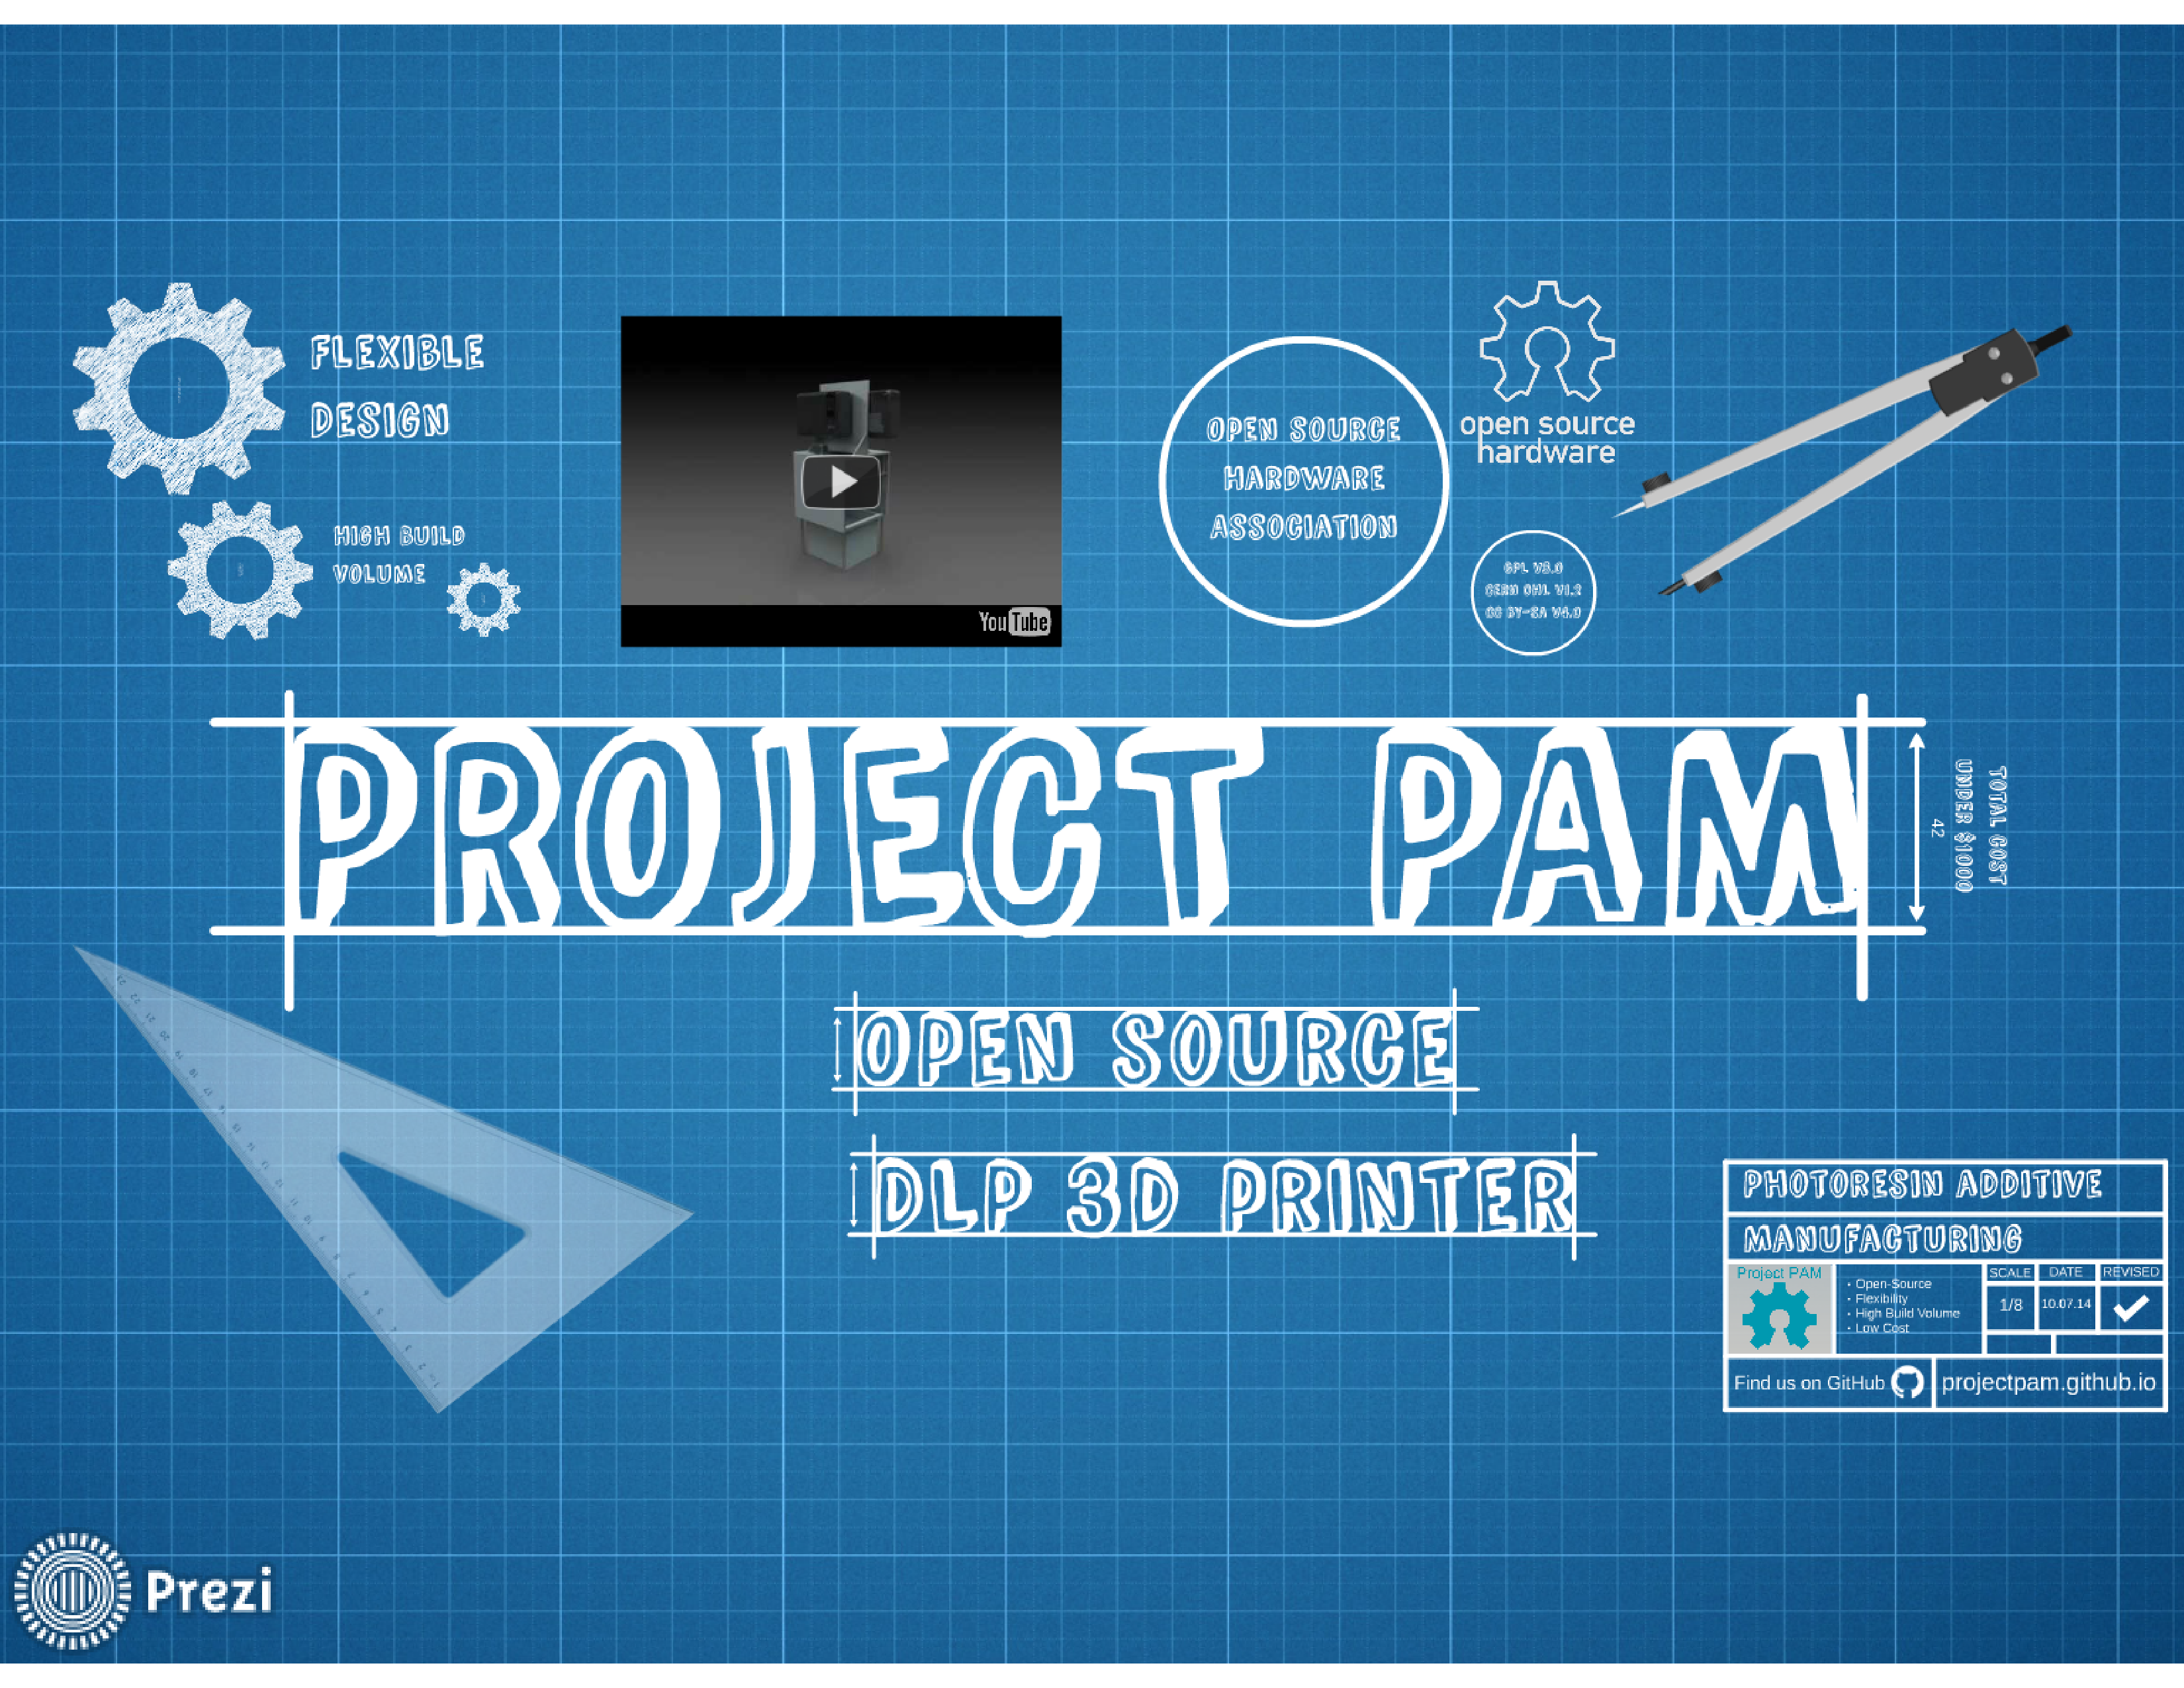 FLEXIBLE
DESIGN
HIGH BUILD
VOLUME
YouTube
OPEN SOURCE
HARDWARE
ASSOCIATION
open source
hardware
GPL V3.0
CERN OHL V1.2
CC BY-SA V4.0
PROJECT PAM
TOTAL COST
UNDER $1000
42
OPEN SOURCE
DLP 3D PRINTER
PHOTORESIN ADDITIVE
MANUFACTURING
Project PAM
· Open-Source
· Flexibility
· High Build Volume
· Low Cost
SCALE DATE REVISED
1/8 10.07.14
Find us on GitHub projectpam.github.io
Prezi